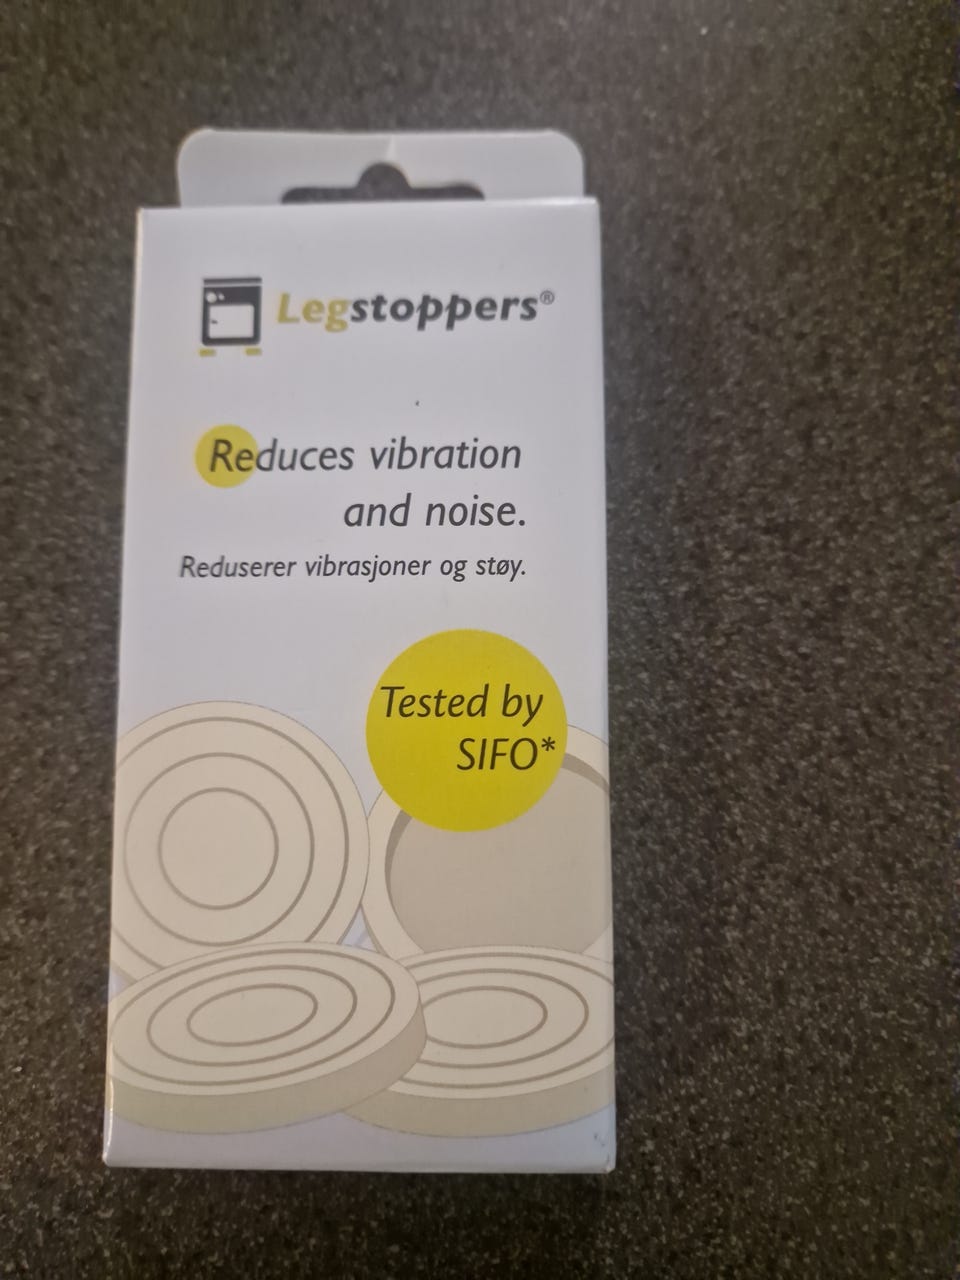 Legstoppers®
Reduces vibration
and noise.
Reduserer vibrasjoner og støy.
Tested by
SIFO*